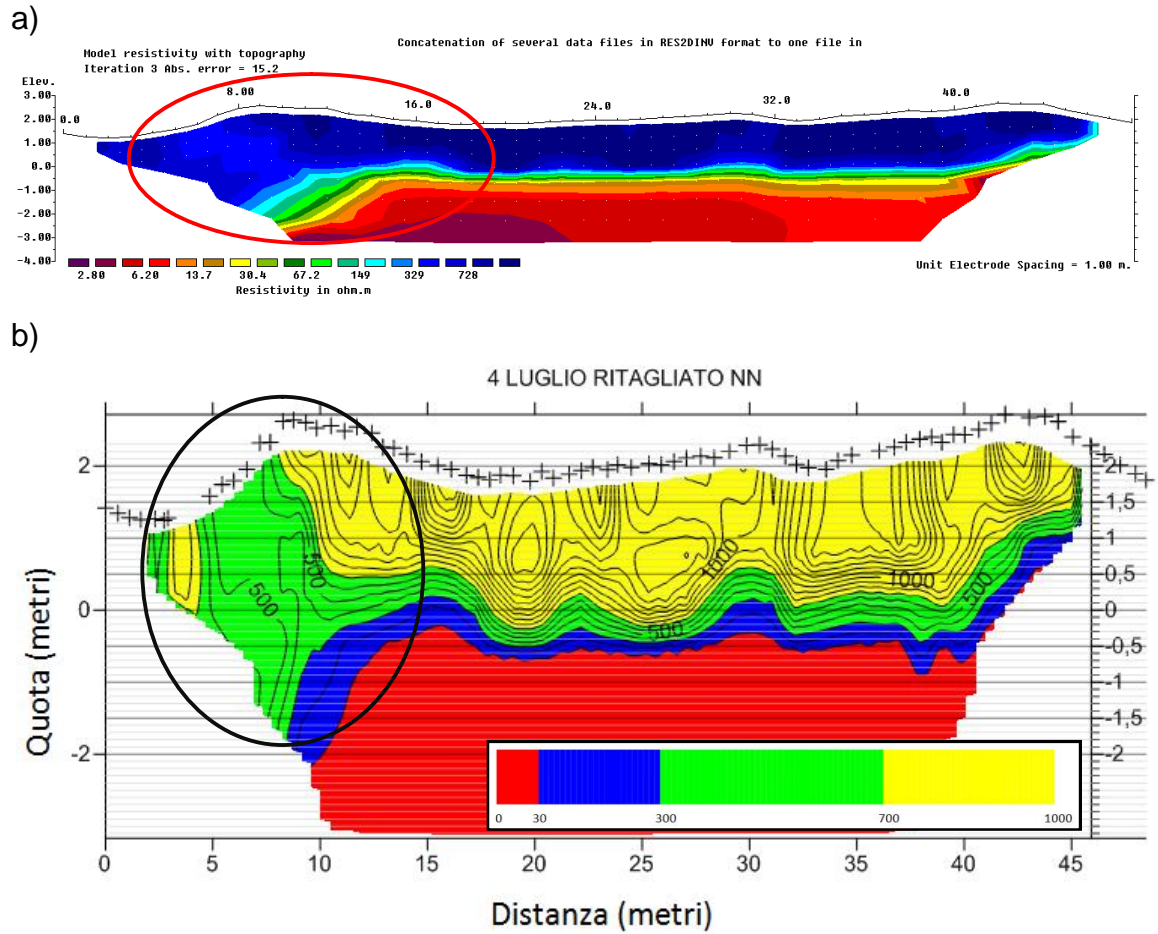 a)
Concatenation of several data files in RES2DINV format to one file in
Model resistivity with topography
Iteration 3 Abs. error = 15.2
Elev.
3.00
2.00
1.00
0.0
-1.00
-2.00
-3.00
-4.00
0.0
8.00
16.0
24.0
32.0
40.0
2.80 6.20 13.7 30.4 67.2 149 329 728
Resistivity in ohm.m
Unit Electrode Spacing = 1.00 m.
b)
4 LUGLIO RITAGLIATO NN
Quota (metri)
2
0
-2
500
500
500
1000
1000
500
2
1,5
1
0,5
0
-0,5
-1
-1,5
-2
0 30 300 700 1000
0 5 10 15 20 25 30 35 40 45
Distanza (metri)